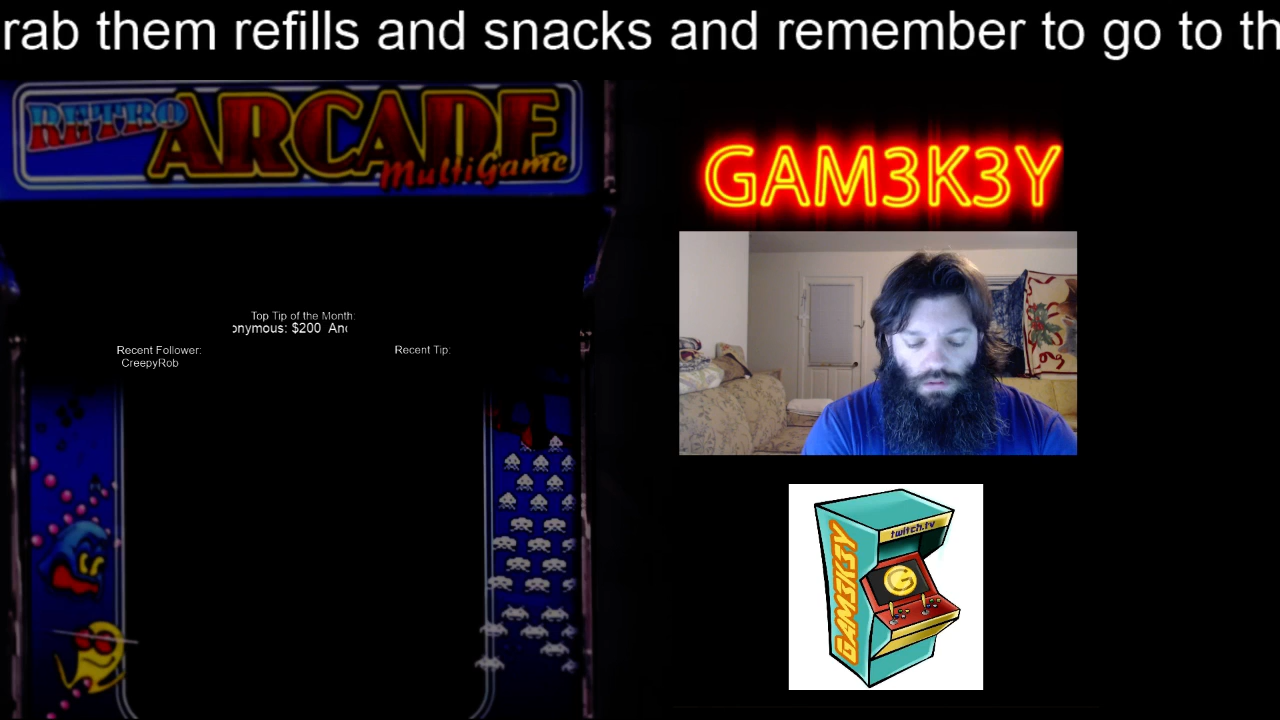 rab them refills and snacks and remember to go to th
RETRO ARCADE
MultiGame
GAM3K3Y
Top Tip of the Month:
onymous: $200 Ano
Recent Follower:
CreepyRob
Recent Tip:
twitch.tv
G
GAM3K3Y